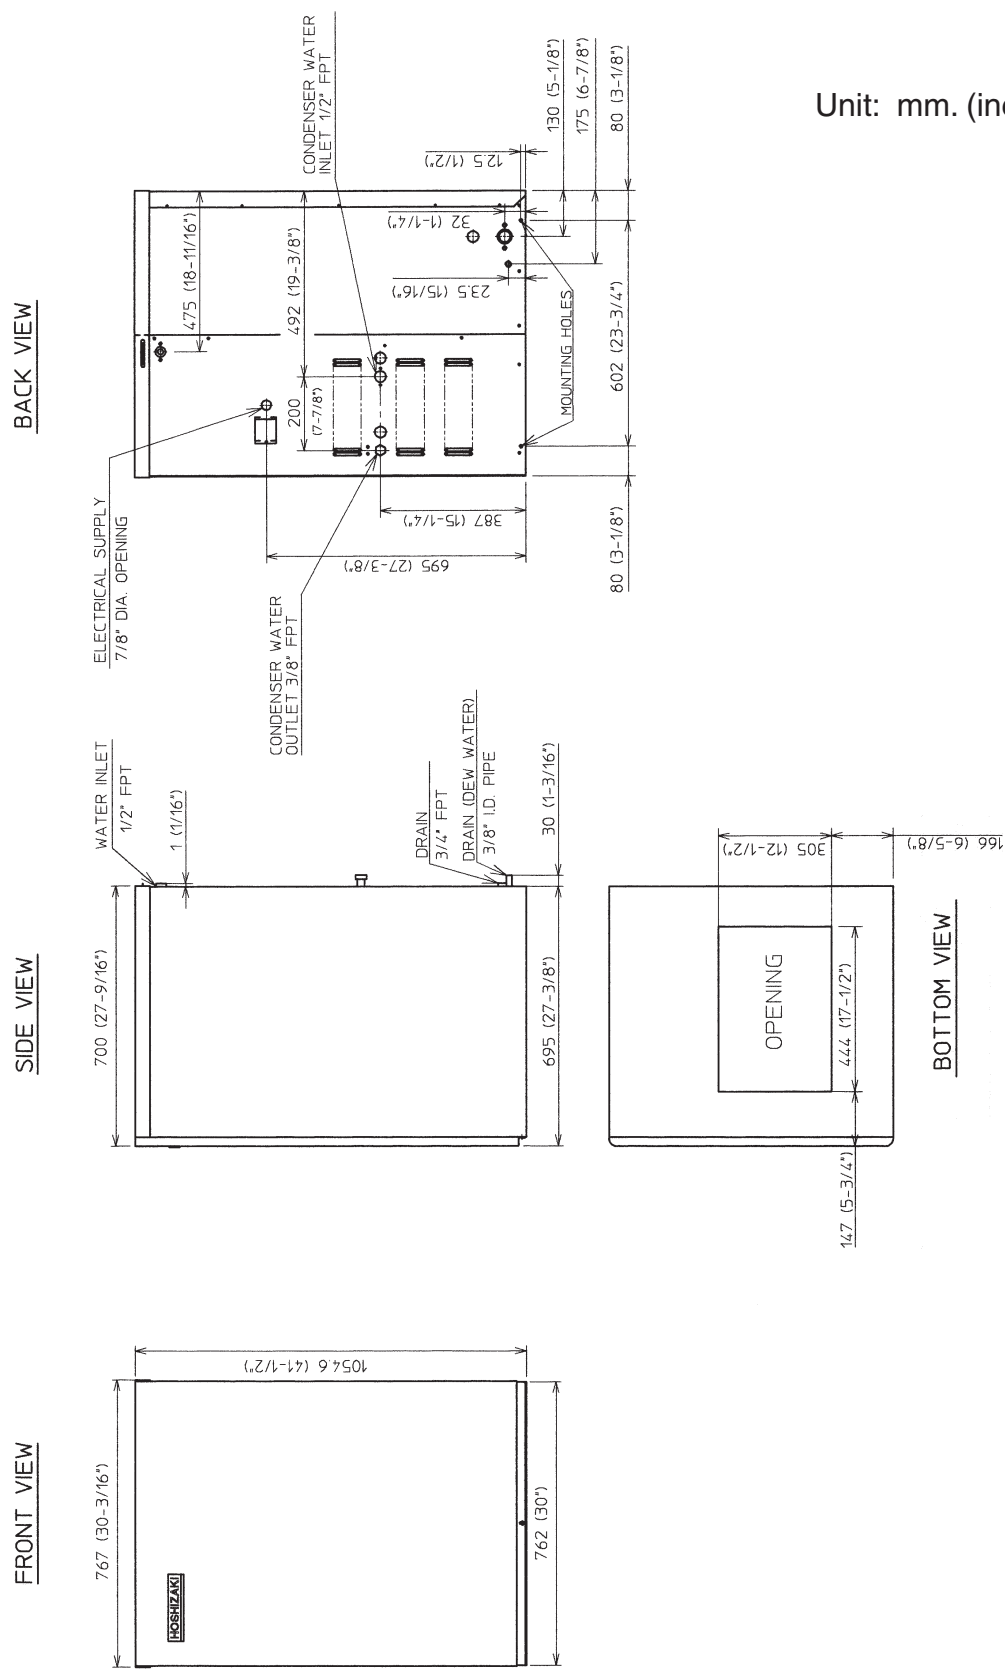 Unit: mm. (in
FRONT VIEW
767 (30-3/16")
HOSHIZAKI
1054.6 (41-1/2")
762 (30")
SIDE VIEW
700 (27-9/16")
WATER INLET
1/2" FPT
1 (1/16")
DRAIN
3/4" FPT
DRAIN (DEW WATER)
3/8" I.D. PIPE
30 (1-3/16")
695 (27-3/8")
BACK VIEW
ELECTRICAL SUPPLY
7/8" DIA. OPENING
475 (18-11/16")
492 (19-3/8")
200
(7-7/8")
CONDENSER WATER
INLET 1/2" FPT
CONDENSER WATER
OUTLET 3/8" FPT
695 (27-3/8")
387 (15-1/4")
32 (1-1/4")
23.5 (15/16")
12.5 (1/2")
MOUNTING HOLES
130 (5-1/8")
175 (6-7/8")
80 (3-1/8")
602 (23-3/4")
80 (3-1/8")
OPENING
305 (12-1/2")
166 (6-5/8")
444 (17-1/2")
147 (5-3/4")
BOTTOM VIEW